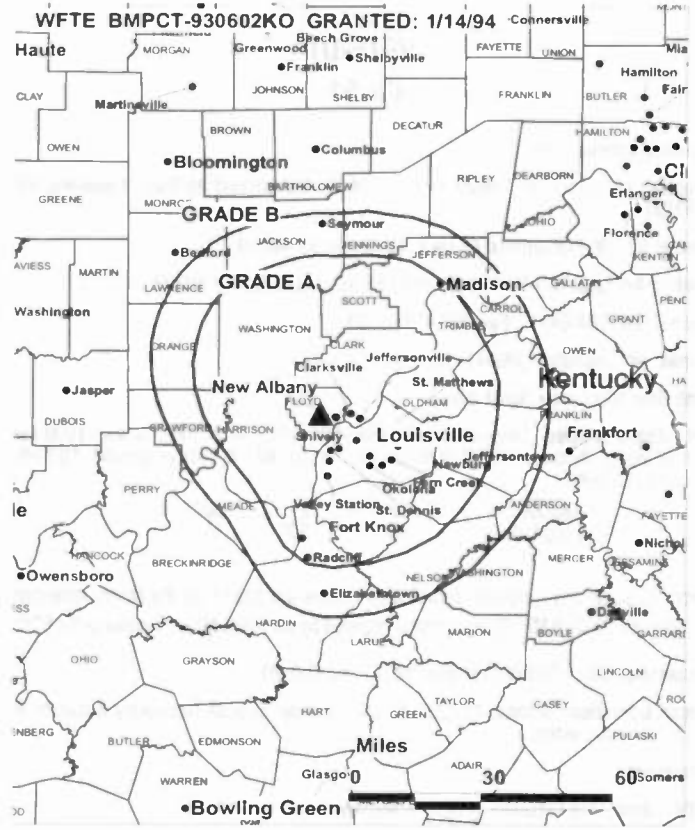 WFTE BMPCT-930602KO GRANTED: 1/14/94
Connersville
Haute
MORGAN
Greenwood
Beech Grove
Franklin
Shelbyville
FAYETTE
UNION
Hamilton
CLAY
JOHNSON
SHELBY
FRANKLIN
BUTLER
Martinsville
DECATUR
OWEN
BROWN
HAMILTON
Bloomington
Columbus
BARTHOLOMEW
RIPLEY
DEARBORN
Erlanger
GREENE
MONROE
GRADE B
Seymour
OHIO
Florence
KENTON
JACKSON
JENNINGS
JEFFERSON
Bedford
MARTIN
GRADE A
Madison
GALLATIN
LAWRENCE
SCOTT
CARROLL
GRANT
Washington
WASHINGTON
TRIMBLE
ORANGE
CLARK
OWEN
Jeffersonville
Clarksville
Jasper
New Albany
St. Matthews
Kentucky
FLOYD
OLDHAM
DUBOIS
FRANKLIN
CRAWFORD
HARRISON
Shively
Louisville
Frankfort
Jeffersontown
Newburg
PERRY
Okolona
Fern Creek
MEADE
Valley Station
St. Dennis
ANDERSON
FAYETTE
Fort Knox
HANCOCK
BRECKINRIDGE
Radcliff
MERCER
Owensboro
NELSON
WASHINGTON
Elizabethtown
Danville
HARDIN
MARION
BOYLE
LARUE
OHIO
GRAYSON
LINCOLN
HART
GREEN
TAYLOR
CASEY
PULASKI
BUTLER
EDMONSON
Miles
ADAIR
WARREN
0
30
60
Somers
Bowling Green